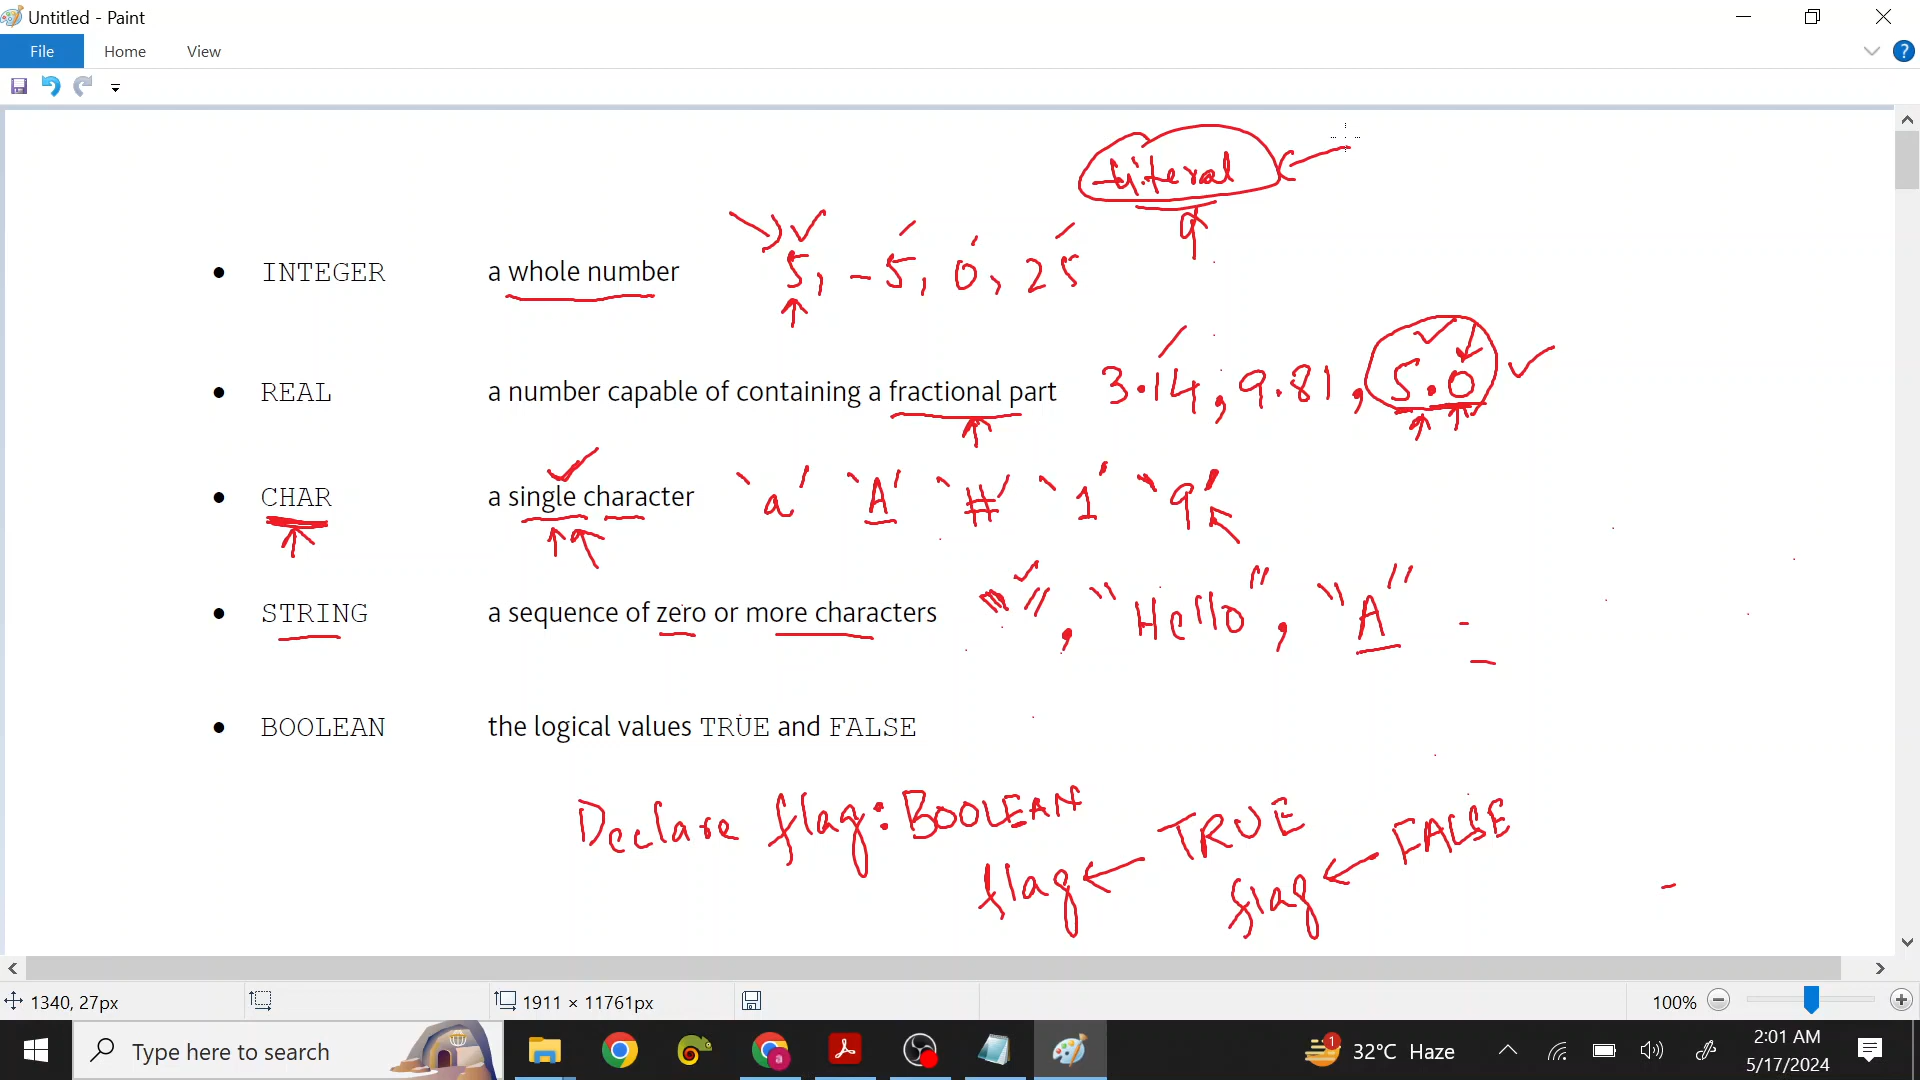 Untitled - Paint
File Home View
Literal
• INTEGER a whole number 5, -5, 0, 25
• REAL a number capable of containing a fractional part 3.14, 9.81, 5.0
• CHAR a single character 'a' 'A' '#' '1' '9'
• STRING a sequence of zero or more characters "", "Hello", "A"
• BOOLEAN the logical values TRUE and FALSE
Declare flag: BOOLEAN
flag ← TRUE
flag ← FALSE
1340, 27px 1911 × 11761px 100%
Type here to search 1 32°C Haze 2:01 AM
5/17/2024